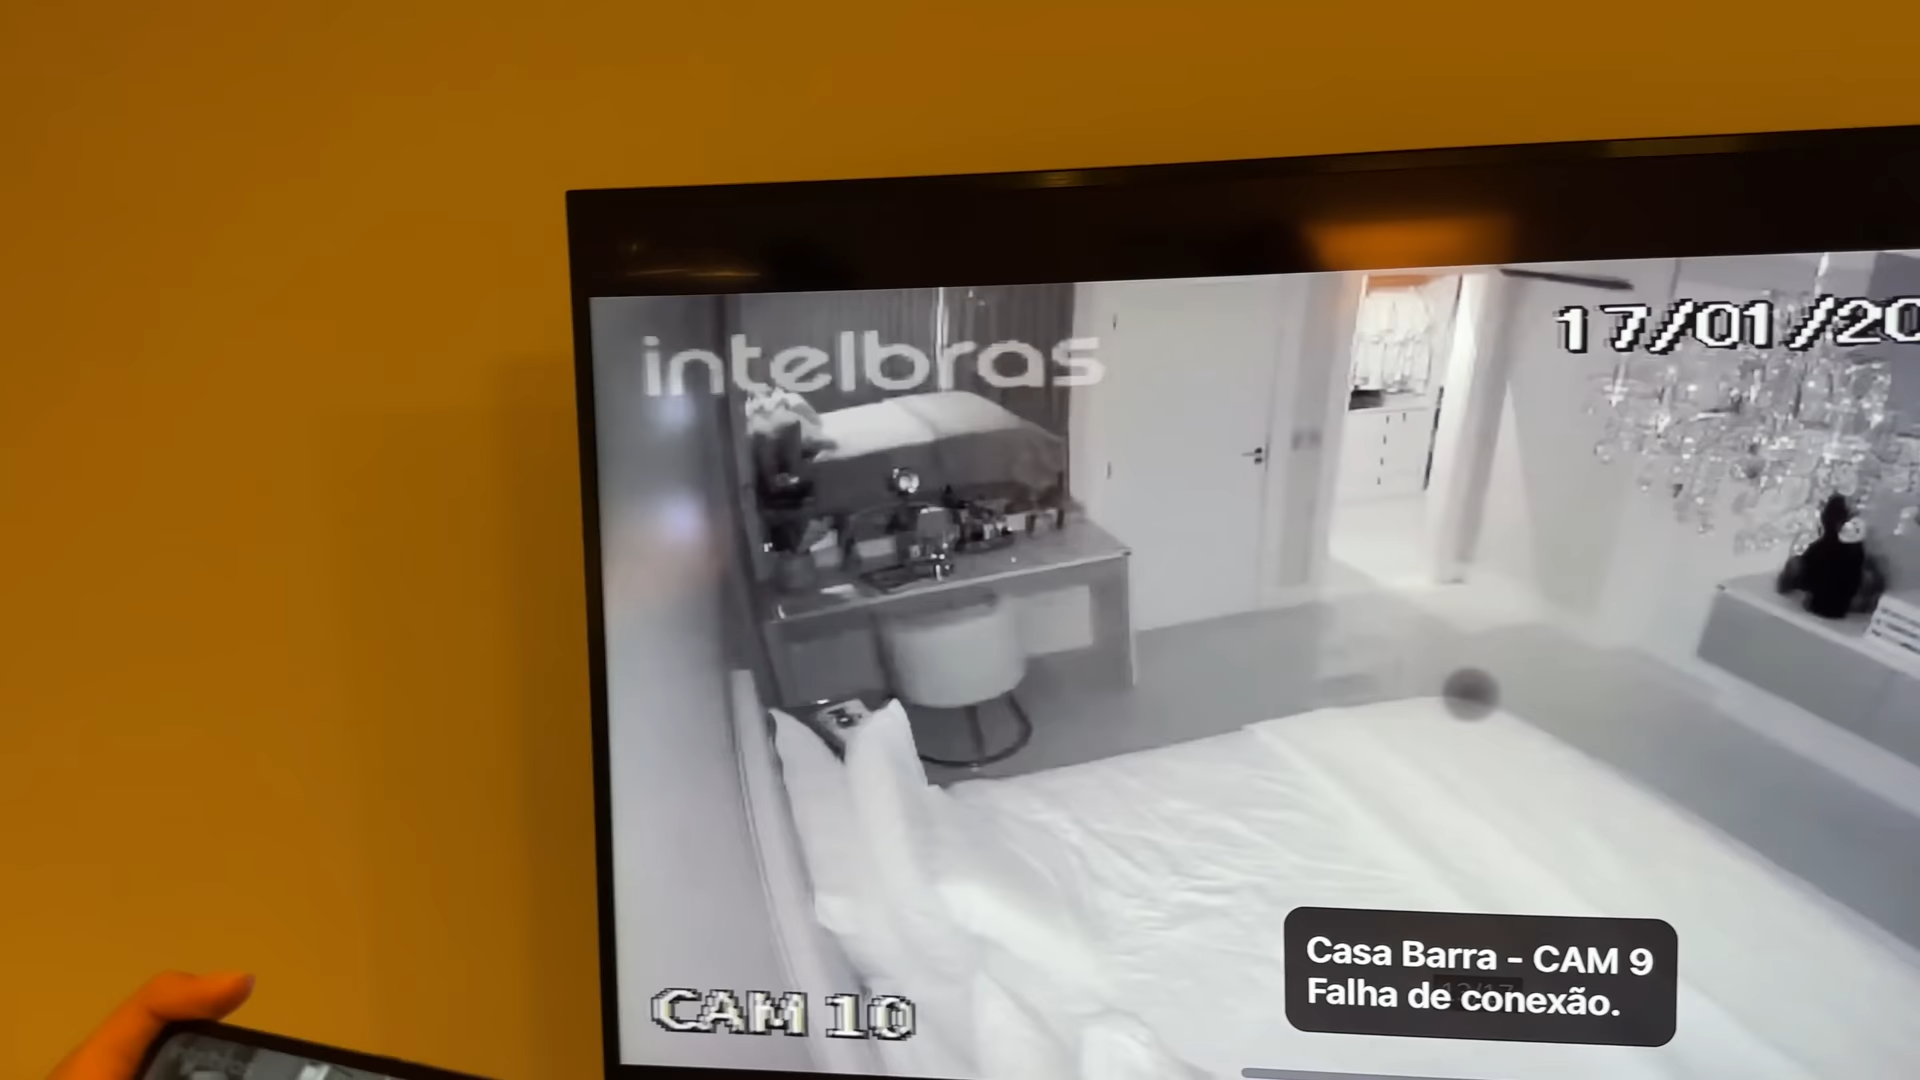 intelbras
17/01/20
CAM 10
Casa Barra - CAM 9
Falha de conexão.